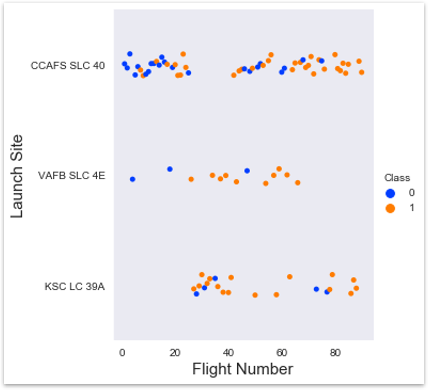 Launch Site
CCAFS SLC 40
VAFB SLC 4E
KSC LC 39A
0 20 40 60 80
Flight Number
Class
0
1